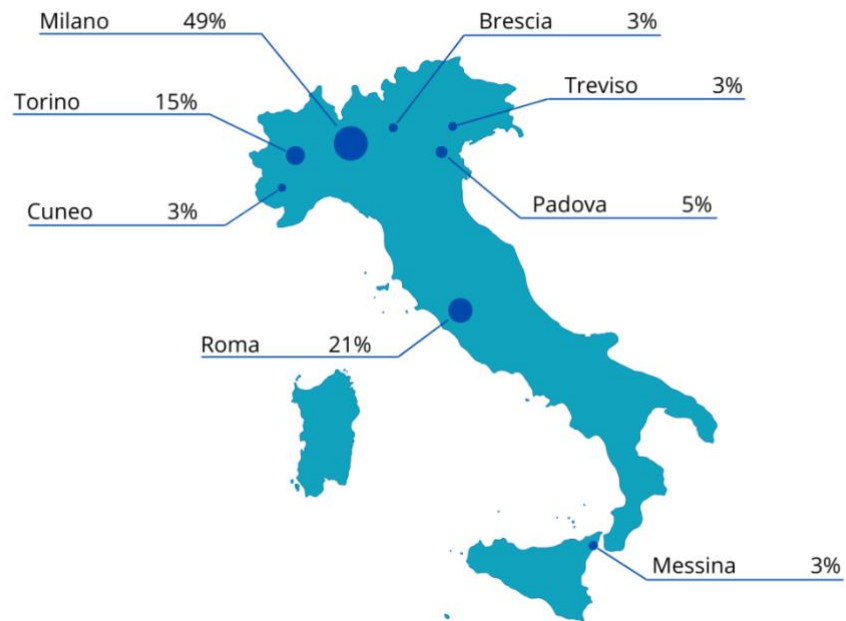 Milano 49%
Brescia 3%
Torino 15%
Treviso 3%
Cuneo 3%
Padova 5%
Roma 21%
Messina 3%